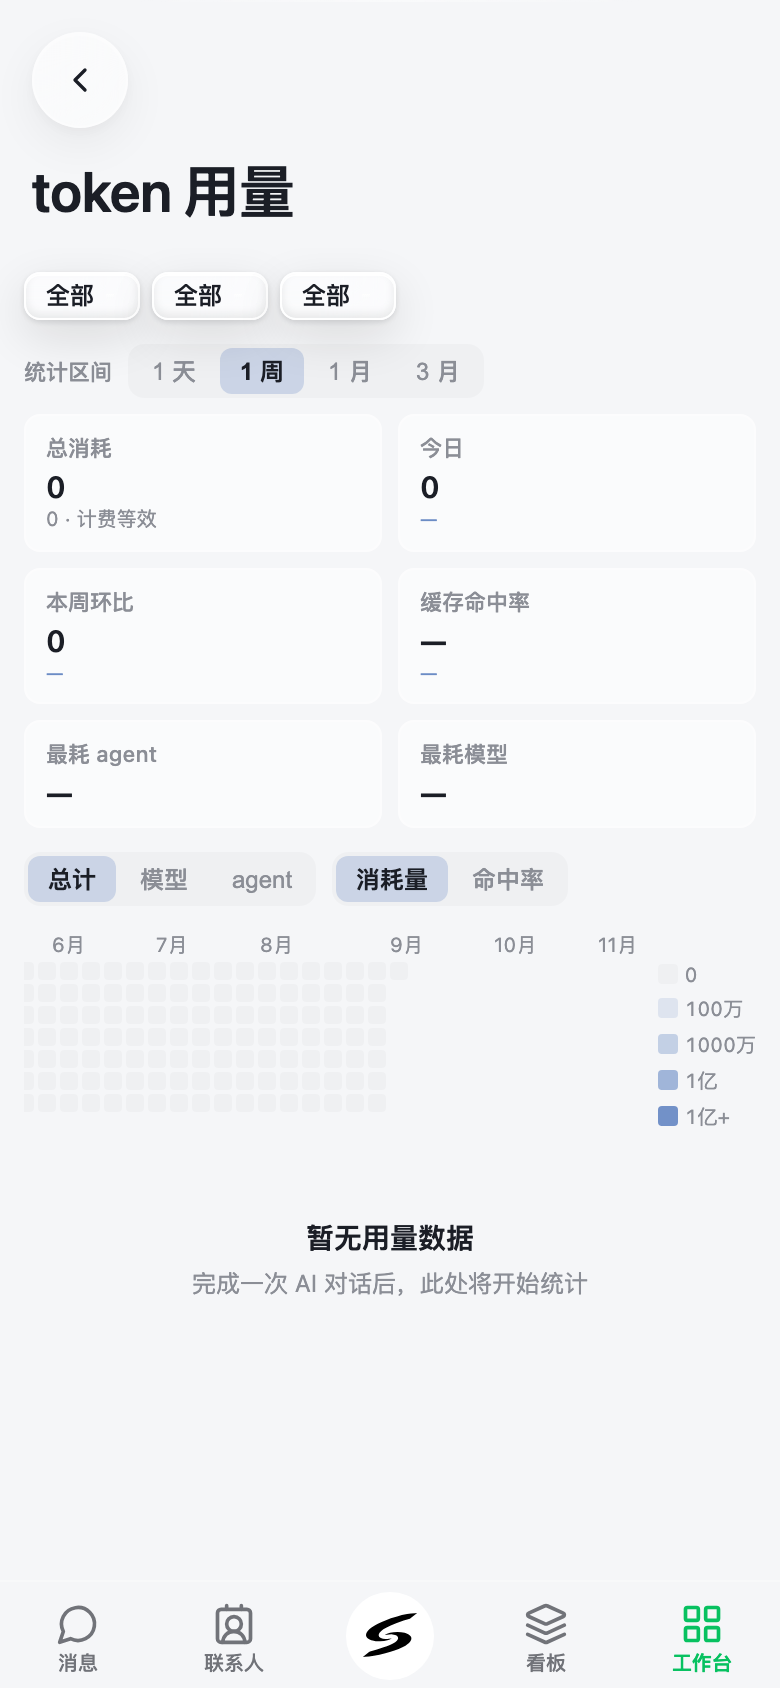 token 用量
全部 全部 全部
统计区间 1 天 1 周 1 月 3 月
总消耗
0
0 · 计费等效
今日
0
—
本周环比
0
—
缓存命中率
—
—
最耗 agent
—
最耗模型
—
总计 模型 agent 消耗量 命中率
6月 7月 8月 9月 10月 11月
0
100万
1000万
1亿
1亿+
暂无用量数据
完成一次 AI 对话后，此处将开始统计
消息 联系人 看板 工作台